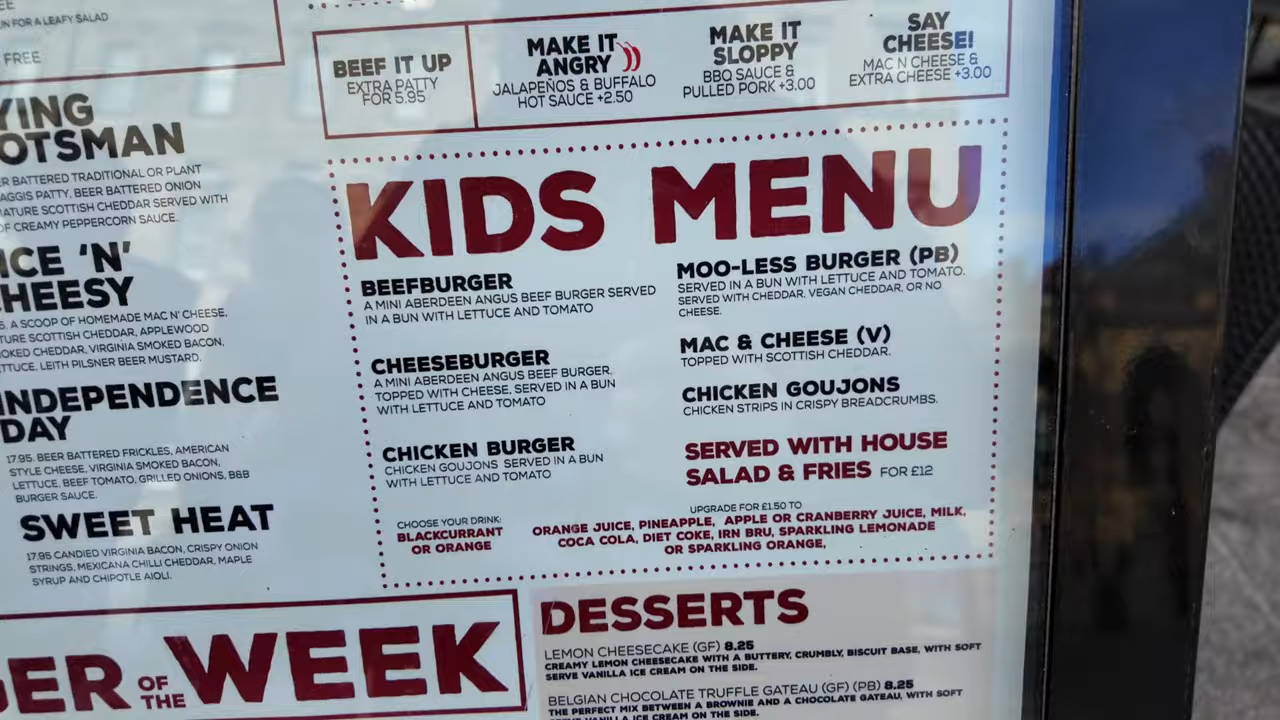 UN FOR A LEAFY SALAD
FREE
BEEF IT UP
EXTRA PATTY
FOR 5.95
MAKE IT
ANGRY
JALAPEÑOS & BUFFALO
HOT SAUCE +2.50
MAKE IT
SLOPPY
BBQ SAUCE &
PULLED PORK +3.00
SAY
CHEESE!
MAC N CHEESE &
EXTRA CHEESE +3.00
YING
OTSMAN
ER BATTERED TRADITIONAL OR PLANT
AGGIS PATTY, BEER BATTERED ONION
ATURE SCOTTISH CHEDDAR SERVED WITH
OF CREAMY PEPPERCORN SAUCE.
ICE 'N'
HEESY
5. A SCOOP OF HOMEMADE MAC N' CHEESE,
TURE SCOTTISH CHEDDAR, APPLEWOOD
OKED CHEDDAR, VIRGINIA SMOKED BACON,
TTUCE, LEITH PILSNER BEER MUSTARD.
INDEPENDENCE
DAY
17.95. BEER BATTERED FRICKLES, AMERICAN
STYLE CHEESE, VIRGINIA SMOKED BACON,
LETTUCE, BEEF TOMATO, GRILLED ONIONS, B&B
BURGER SAUCE.
SWEET HEAT
17.95 CANDIED VIRGINIA BACON, CRISPY ONION
STRINGS, MEXICANA CHILLI CHEDDAR, MAPLE
SYRUP AND CHIPOTLE AIOLI.
KIDS MENU
BEEFBURGER
A MINI ABERDEEN ANGUS BEEF BURGER SERVED
IN A BUN WITH LETTUCE AND TOMATO
CHEESEBURGER
A MINI ABERDEEN ANGUS BEEF BURGER,
TOPPED WITH CHEESE, SERVED IN A BUN
WITH LETTUCE AND TOMATO
CHICKEN BURGER
CHICKEN GOUJONS SERVED IN A BUN
WITH LETTUCE AND TOMATO
MOO-LESS BURGER (PB)
SERVED IN A BUN WITH LETTUCE AND TOMATO.
SERVED WITH CHEDDAR, VEGAN CHEDDAR, OR NO
CHEESE.
MAC & CHEESE (V)
TOPPED WITH SCOTTISH CHEDDAR.
CHICKEN GOUJONS
CHICKEN STRIPS IN CRISPY BREADCRUMBS.
SERVED WITH HOUSE
SALAD & FRIES FOR £12
CHOOSE YOUR DRINK:
BLACKCURRANT
OR ORANGE
UPGRADE FOR £1.50 TO
ORANGE JUICE, PINEAPPLE, APPLE OR CRANBERRY JUICE, MILK,
COCA COLA, DIET COKE, IRN BRU, SPARKLING LEMONADE
OR SPARKLING ORANGE,
GER OF THE WEEK
DESSERTS
LEMON CHEESECAKE (GF) 8.25
CREAMY LEMON CHEESECAKE WITH A BUTTERY, CRUMBLY, BISCUIT BASE, WITH SOFT
SERVE VANILLA ICE CREAM ON THE SIDE.
BELGIAN CHOCOLATE TRUFFLE GATEAU (GF) (PB) 8.25
THE PERFECT MIX BETWEEN A BROWNIE AND A CHOCOLATE GATEAU, WITH SOFT
SERVE VANILLA ICE CREAM ON THE SIDE.